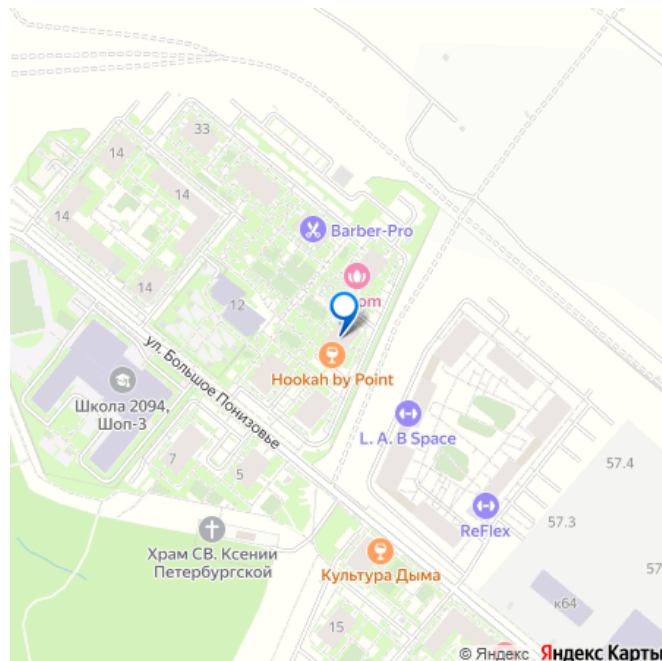 33
14
14
14
14
Barber-Pro
om
12
ул. Большое Понизовье
Hookah by Point
Школа 2094,
Шоп-3
L. A. B Space
7
5
57.4
ReFlex
57.3
Храм СВ. Ксении
Петербургской
Культура Дыма
57
к64
15
© Яндекс Яндекс Карты